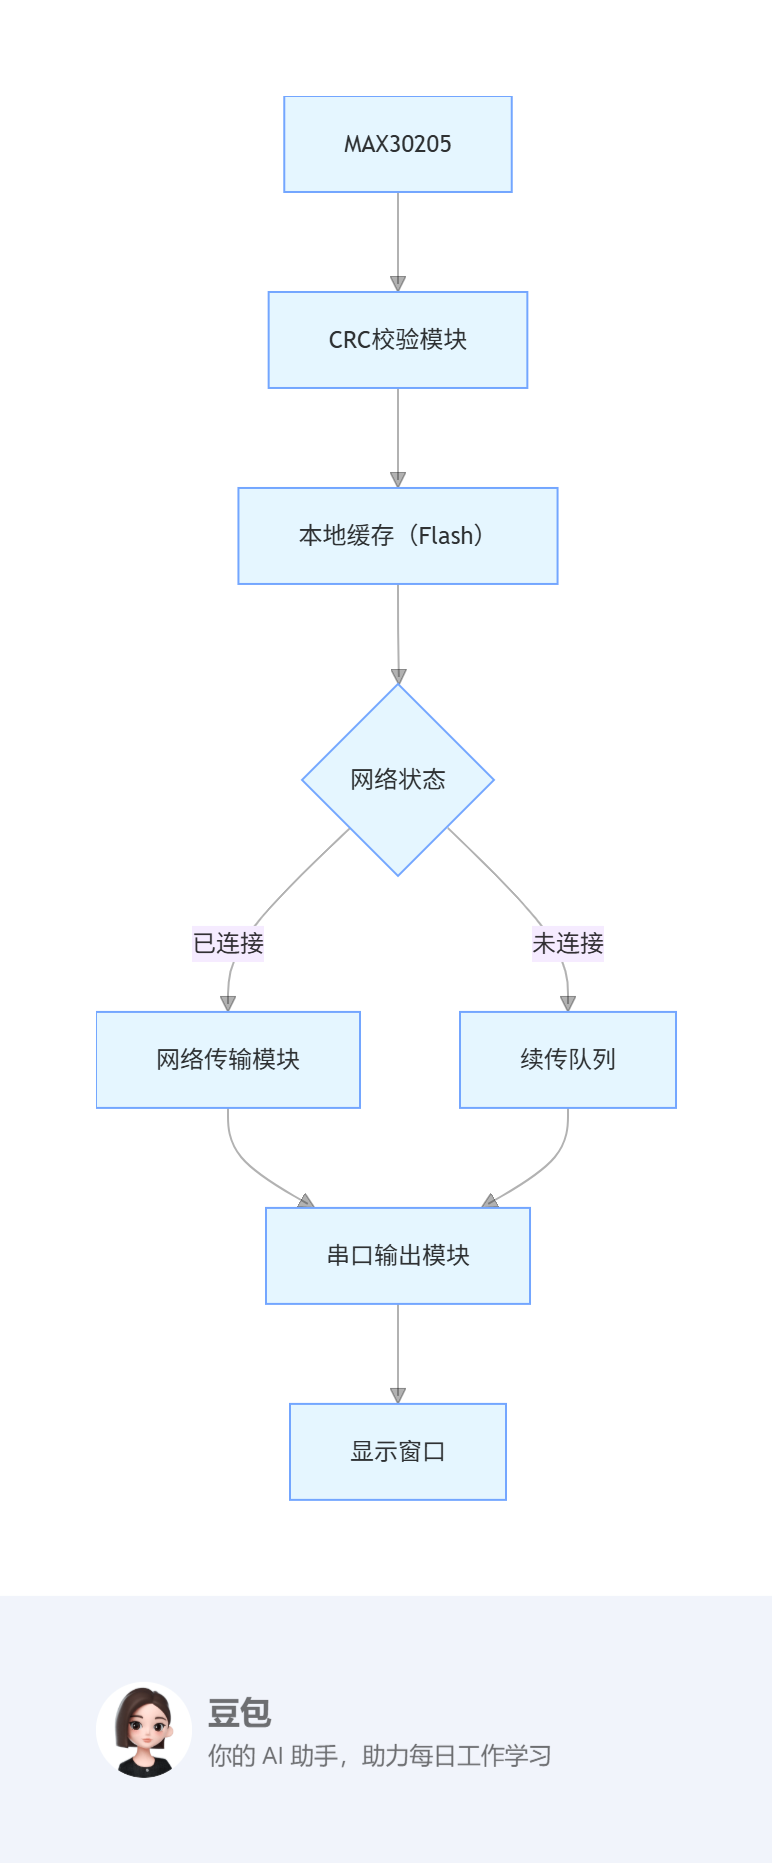 MAX30205
CRC校验模块
本地缓存（Flash）
网络状态
已连接
未连接
网络传输模块
续传队列
串口输出模块
显示窗口
豆包
你的 AI 助手，助力每日工作学习